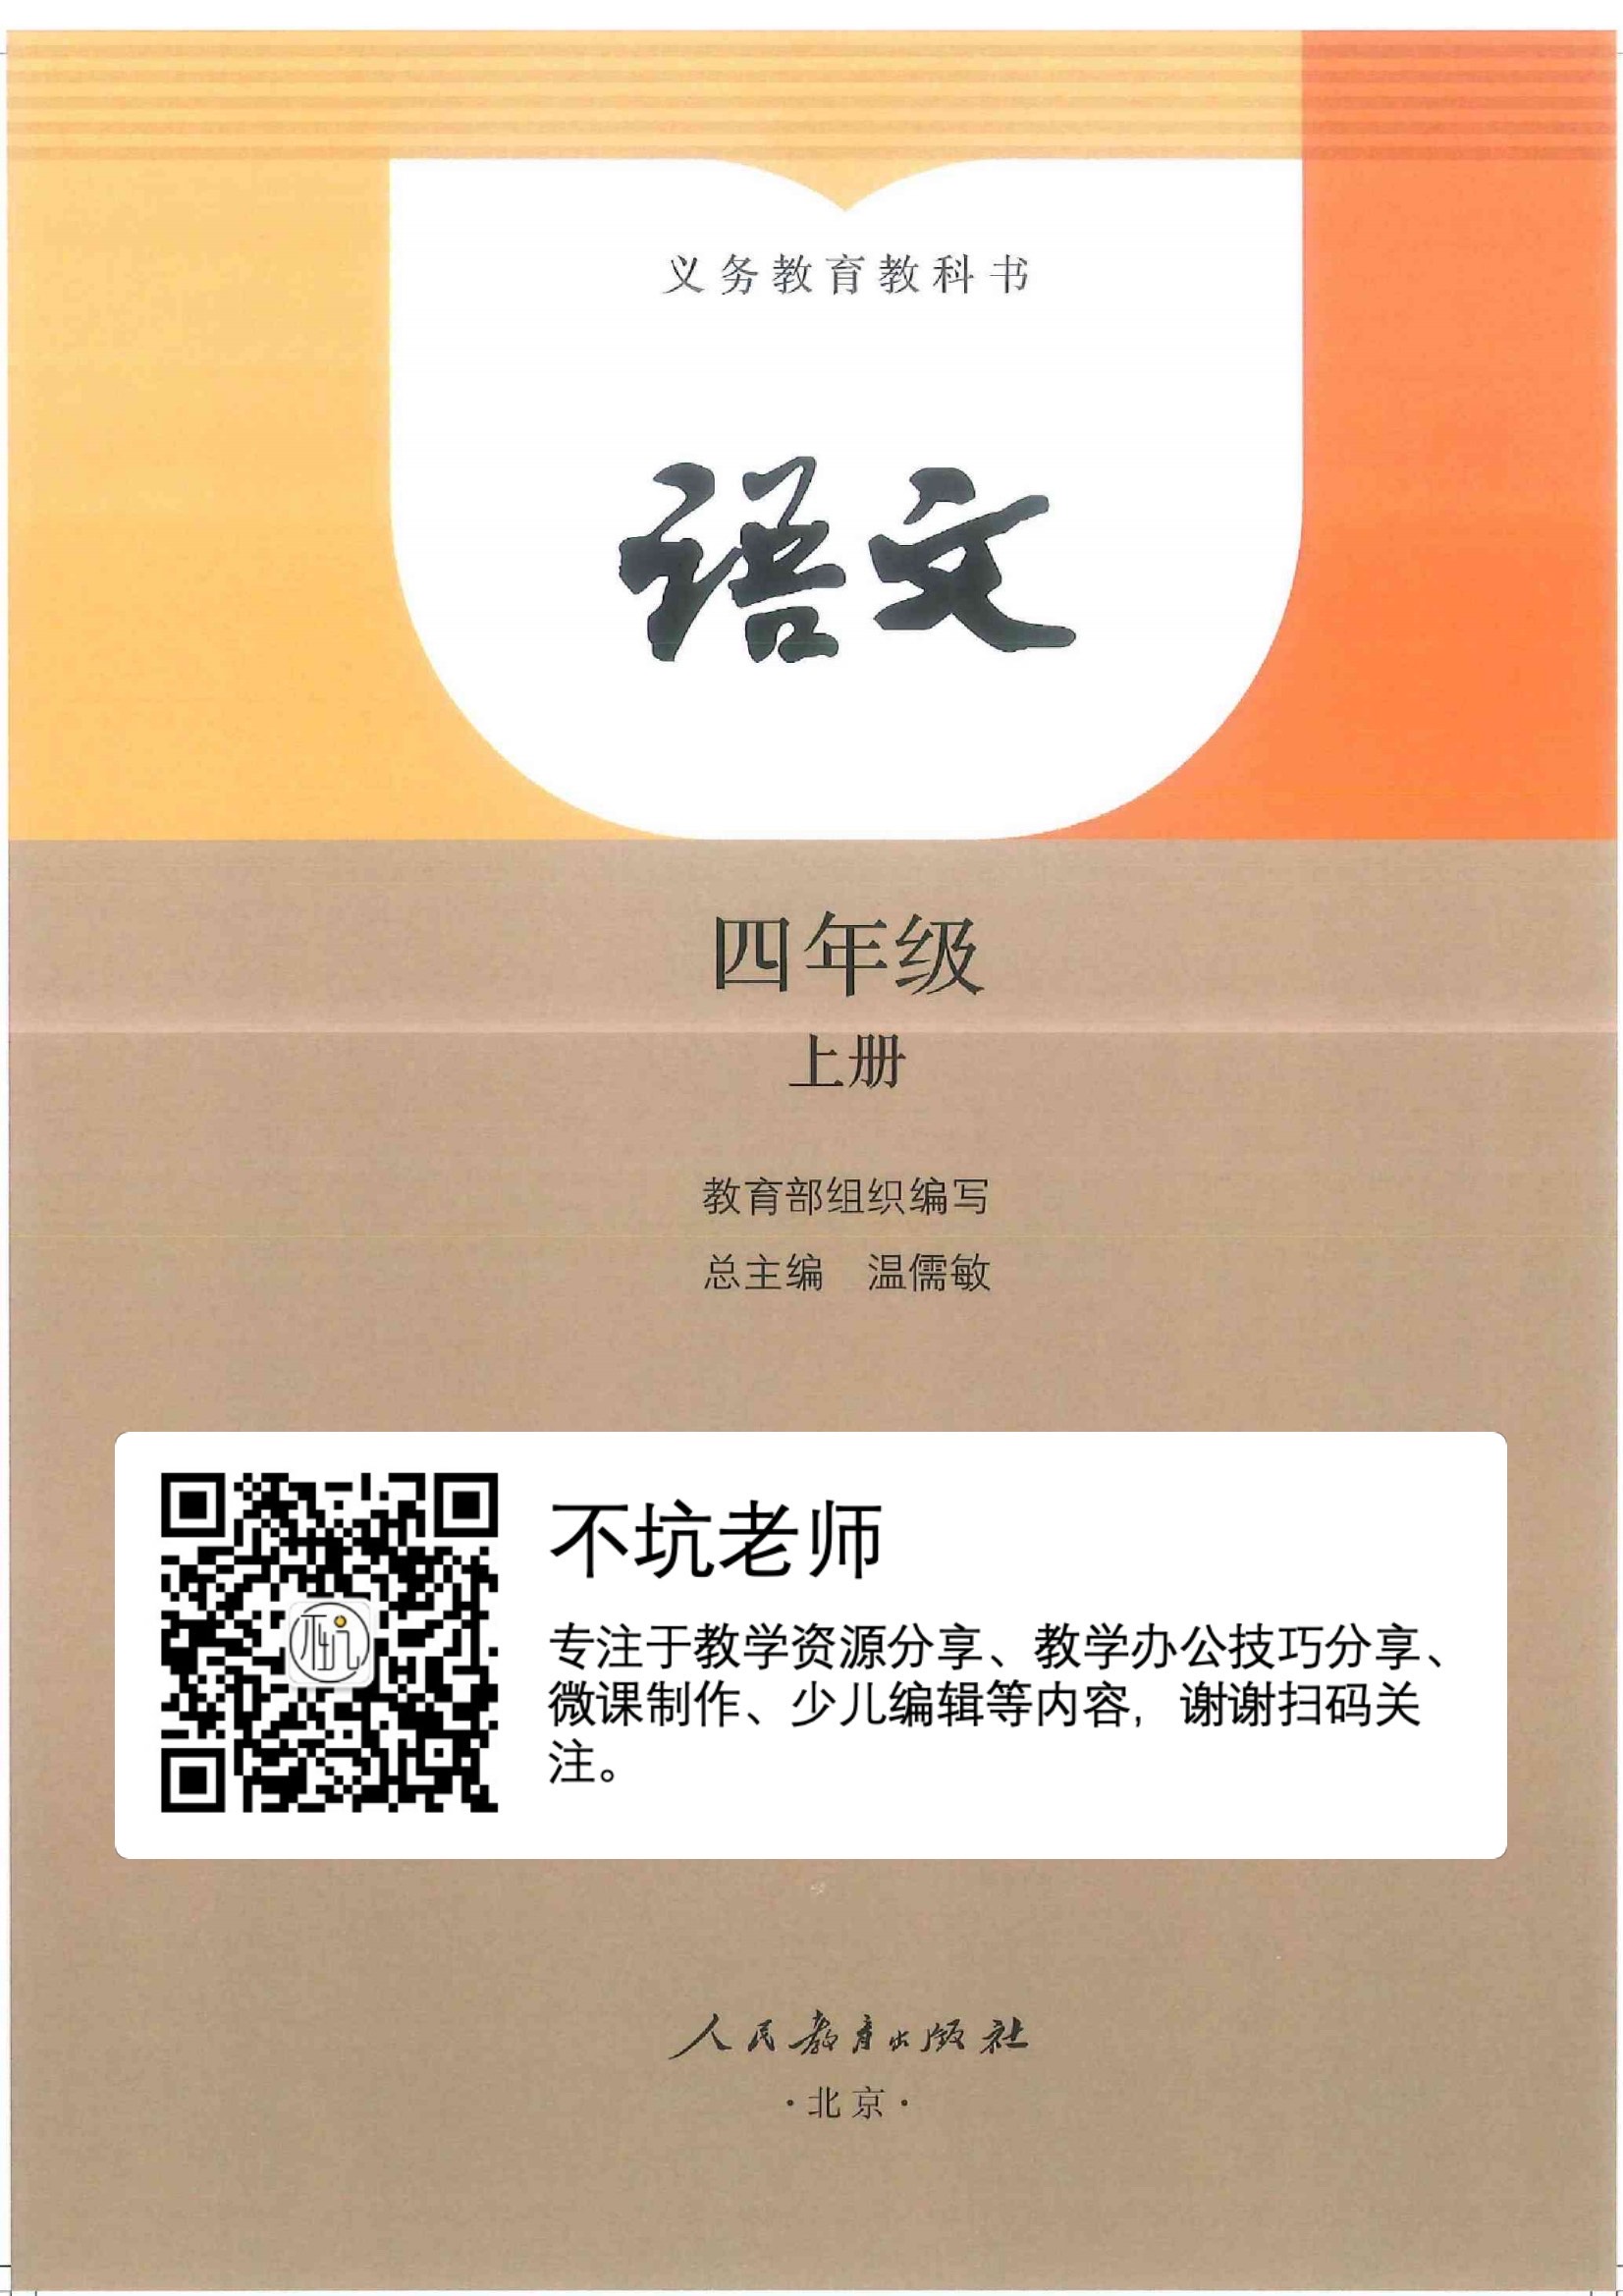 义务教育教科书
语文
四年级
上册
教育部组织编写
总主编 温儒敏
不坑
不坑老师
专注于教学资源分享、教学办公技巧分享、
微课制作、少儿编辑等内容，谢谢扫码关
注。
人民教育出版社
·北京·